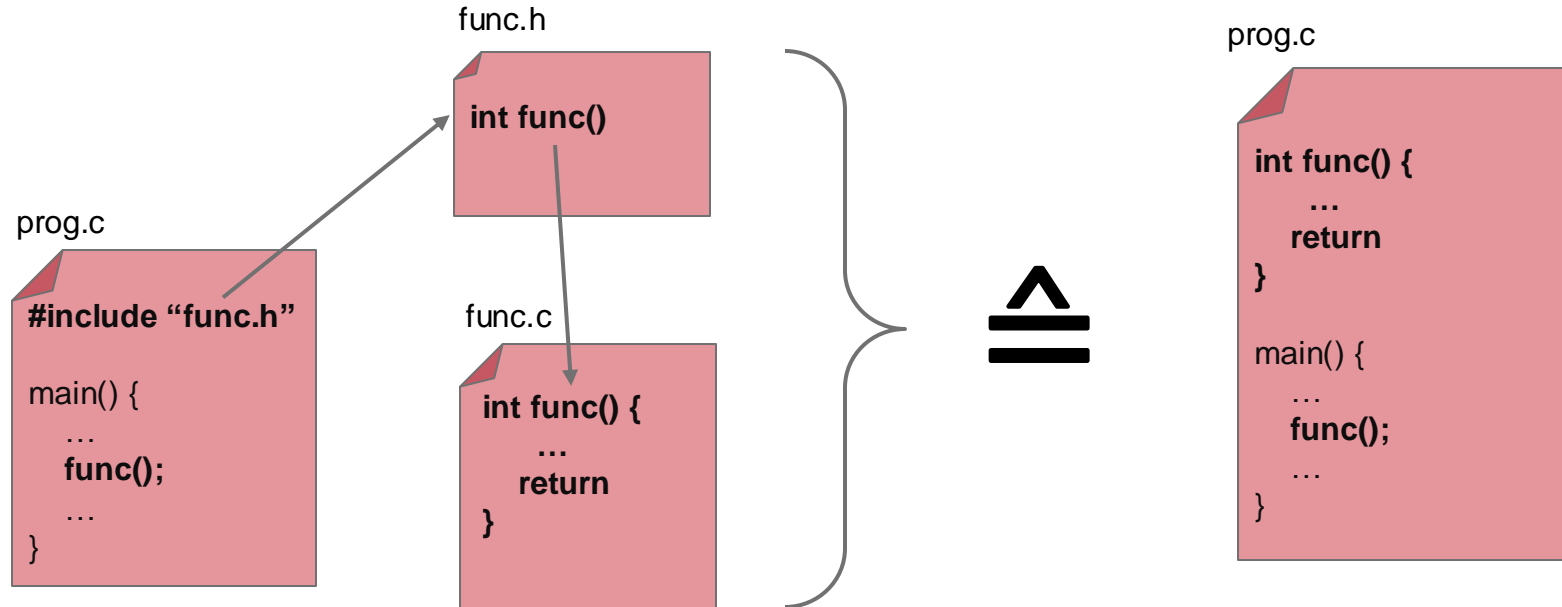 func.h
int func()
prog.c
#include “func.h”
main() {
…
func();
…
}
func.c
int func() {
…
return
}
≙
prog.c
int func() {
…
return
}
main() {
…
func();
…
}